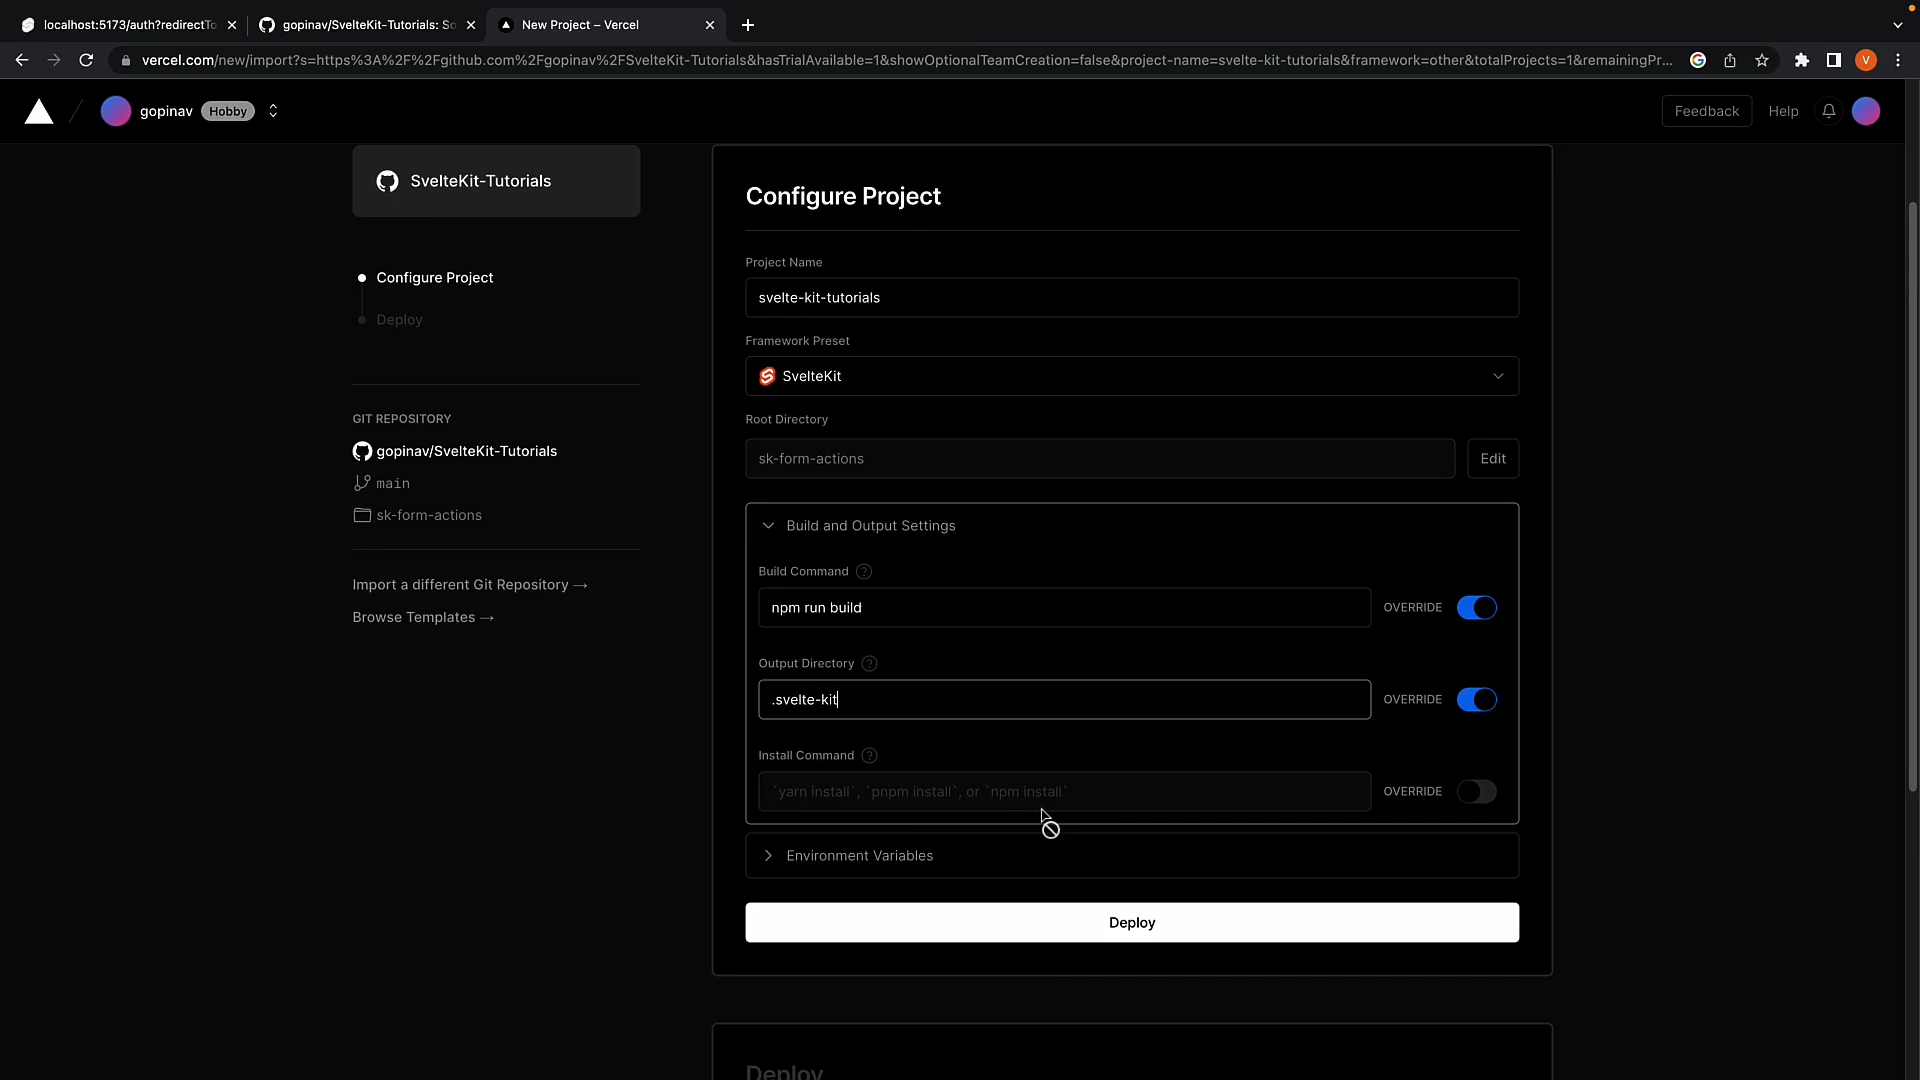 localhost:5173/auth?redirectTo
gopinav/SvelteKit-Tutorials: So
New Project – Vercel
vercel.com/new/import?s=https%3A%2F%2Fgithub.com%2Fgopinav%2FSvelteKit-Tutorials&hasTrialAvailable=1&showOptionalTeamCreation=false&project-name=svelte-kit-tutorials&framework=other&totalProjects=1&remainingPr...
V
gopinav
Hobby
Feedback
Help
SvelteKit-Tutorials
Configure Project
Deploy
GIT REPOSITORY
gopinav/SvelteKit-Tutorials
main
sk-form-actions
Import a different Git Repository →
Browse Templates →
Configure Project
Project Name
svelte-kit-tutorials
Framework Preset
SvelteKit
Root Directory
sk-form-actions
Edit
Build and Output Settings
Build Command ?
npm run build
OVERRIDE
Output Directory ?
.svelte-kit
OVERRIDE
Install Command ?
`yarn install`, `pnpm install`, or `npm install`
OVERRIDE
Environment Variables
Deploy
Deploy